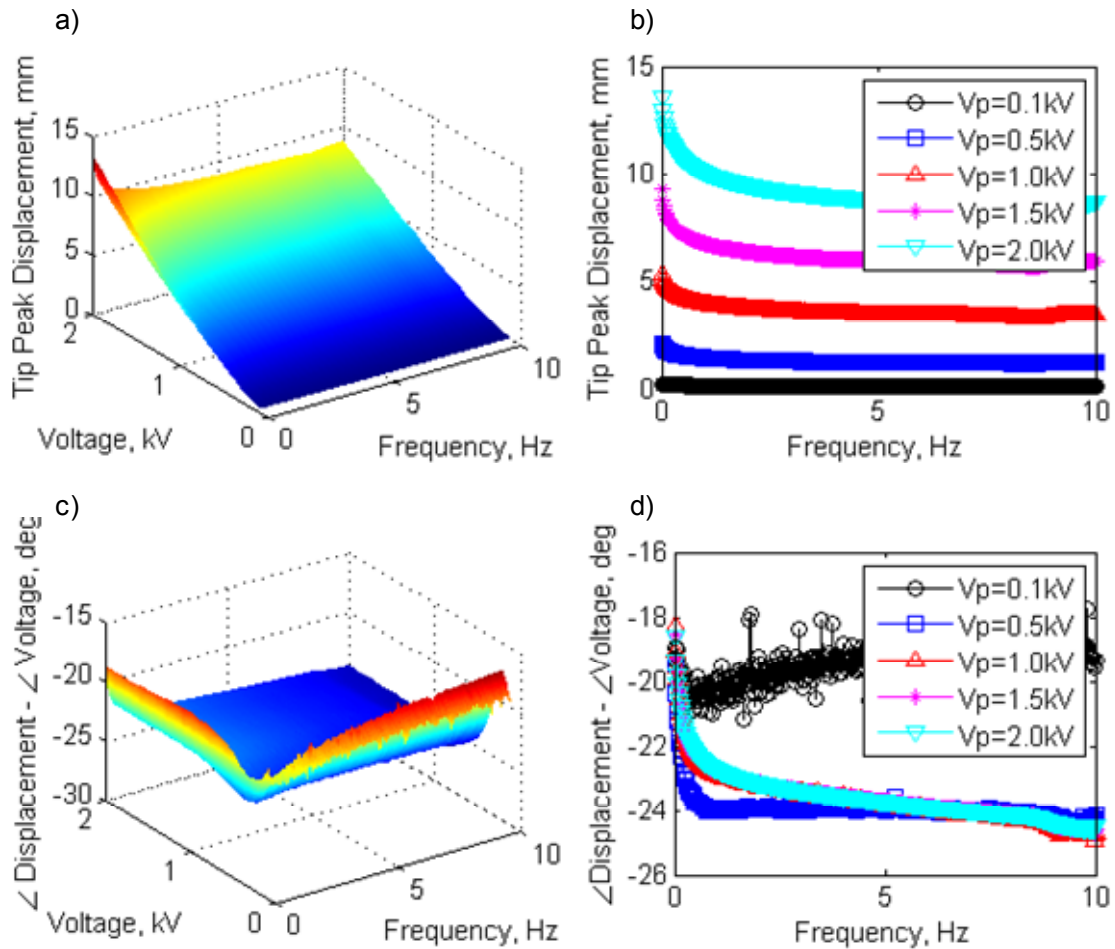 a)
Tip Peak Displacement, mm
15
10
5
0
2
1
0
Voltage, kV
0
5
10
Frequency, Hz
b)
Tip Peak Displacement, mm
15
10
5
0
Vp=0.1kV
Vp=0.5kV
Vp=1.0kV
Vp=1.5kV
Vp=2.0kV
0
5
10
Frequency, Hz
c)
∠ Displacement - ∠ Voltage, deg
-15
-20
-25
-30
2
1
0
Voltage, kV
0
5
10
Frequency, Hz
d)
∠Displacement - ∠Voltage, deg
-16
-18
-20
-22
-24
-26
Vp=0.1kV
Vp=0.5kV
Vp=1.0kV
Vp=1.5kV
Vp=2.0kV
0
5
10
Frequency, Hz